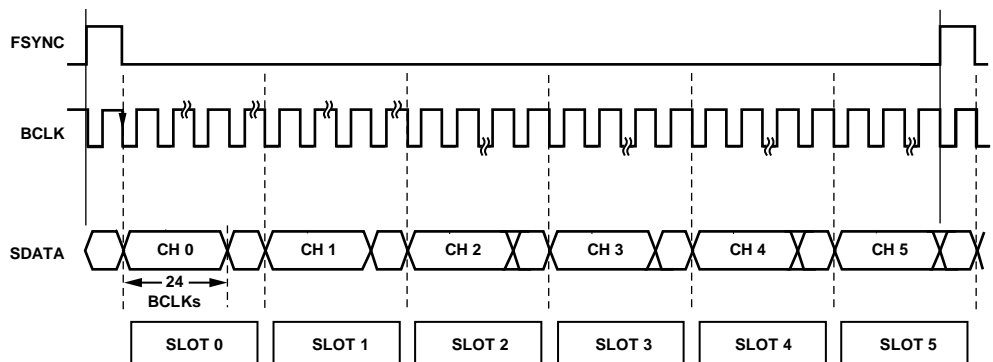 FSYNC
BCLK
SDATA
CH 0
CH 1
CH 2
CH 3
CH 4
CH 5
24
BCLKs
SLOT 0
SLOT 1
SLOT 2
SLOT 3
SLOT 4
SLOT 5